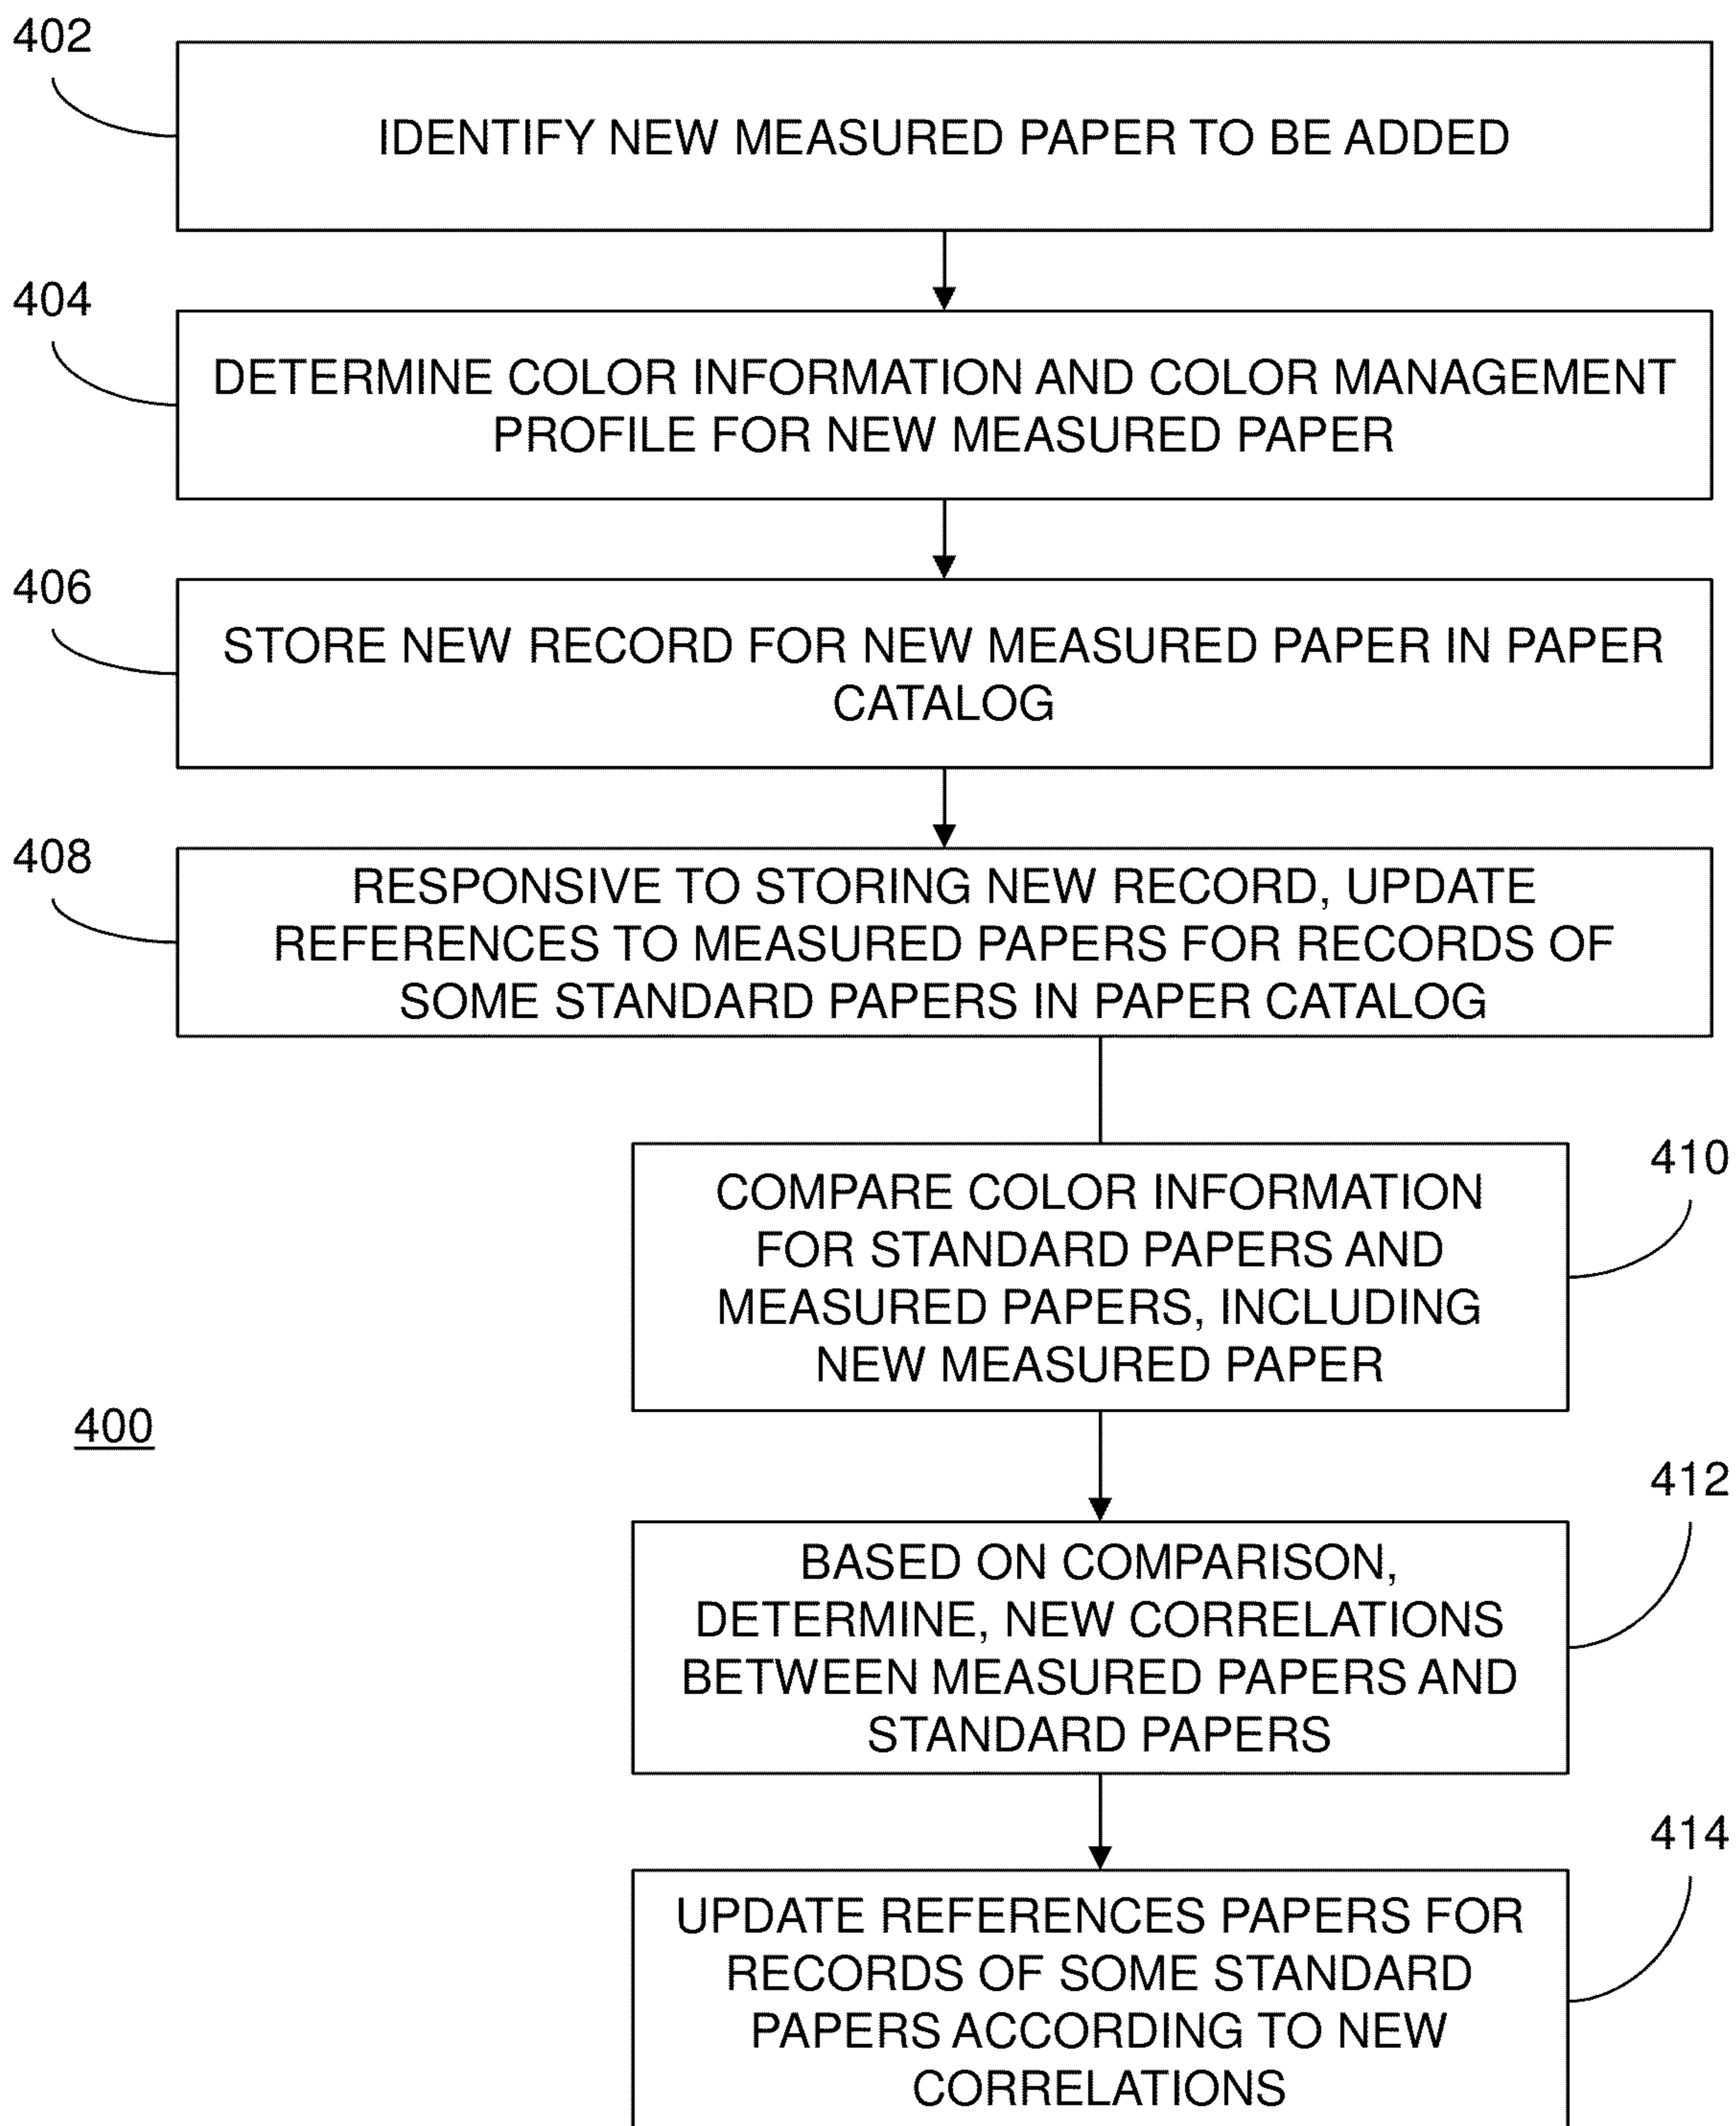 402
IDENTIFY NEW MEASURED PAPER TO BE ADDED
404
DETERMINE COLOR INFORMATION AND COLOR MANAGEMENT
PROFILE FOR NEW MEASURED PAPER
406
STORE NEW RECORD FOR NEW MEASURED PAPER IN PAPER
CATALOG
408
RESPONSIVE TO STORING NEW RECORD, UPDATE
REFERENCES TO MEASURED PAPERS FOR RECORDS OF
SOME STANDARD PAPERS IN PAPER CATALOG
410
COMPARE COLOR INFORMATION
FOR STANDARD PAPERS AND
MEASURED PAPERS, INCLUDING
NEW MEASURED PAPER
400
412
BASED ON COMPARISON,
DETERMINE, NEW CORRELATIONS
BETWEEN MEASURED PAPERS AND
STANDARD PAPERS
414
UPDATE REFERENCES PAPERS FOR
RECORDS OF SOME STANDARD
PAPERS ACCORDING TO NEW
CORRELATIONS